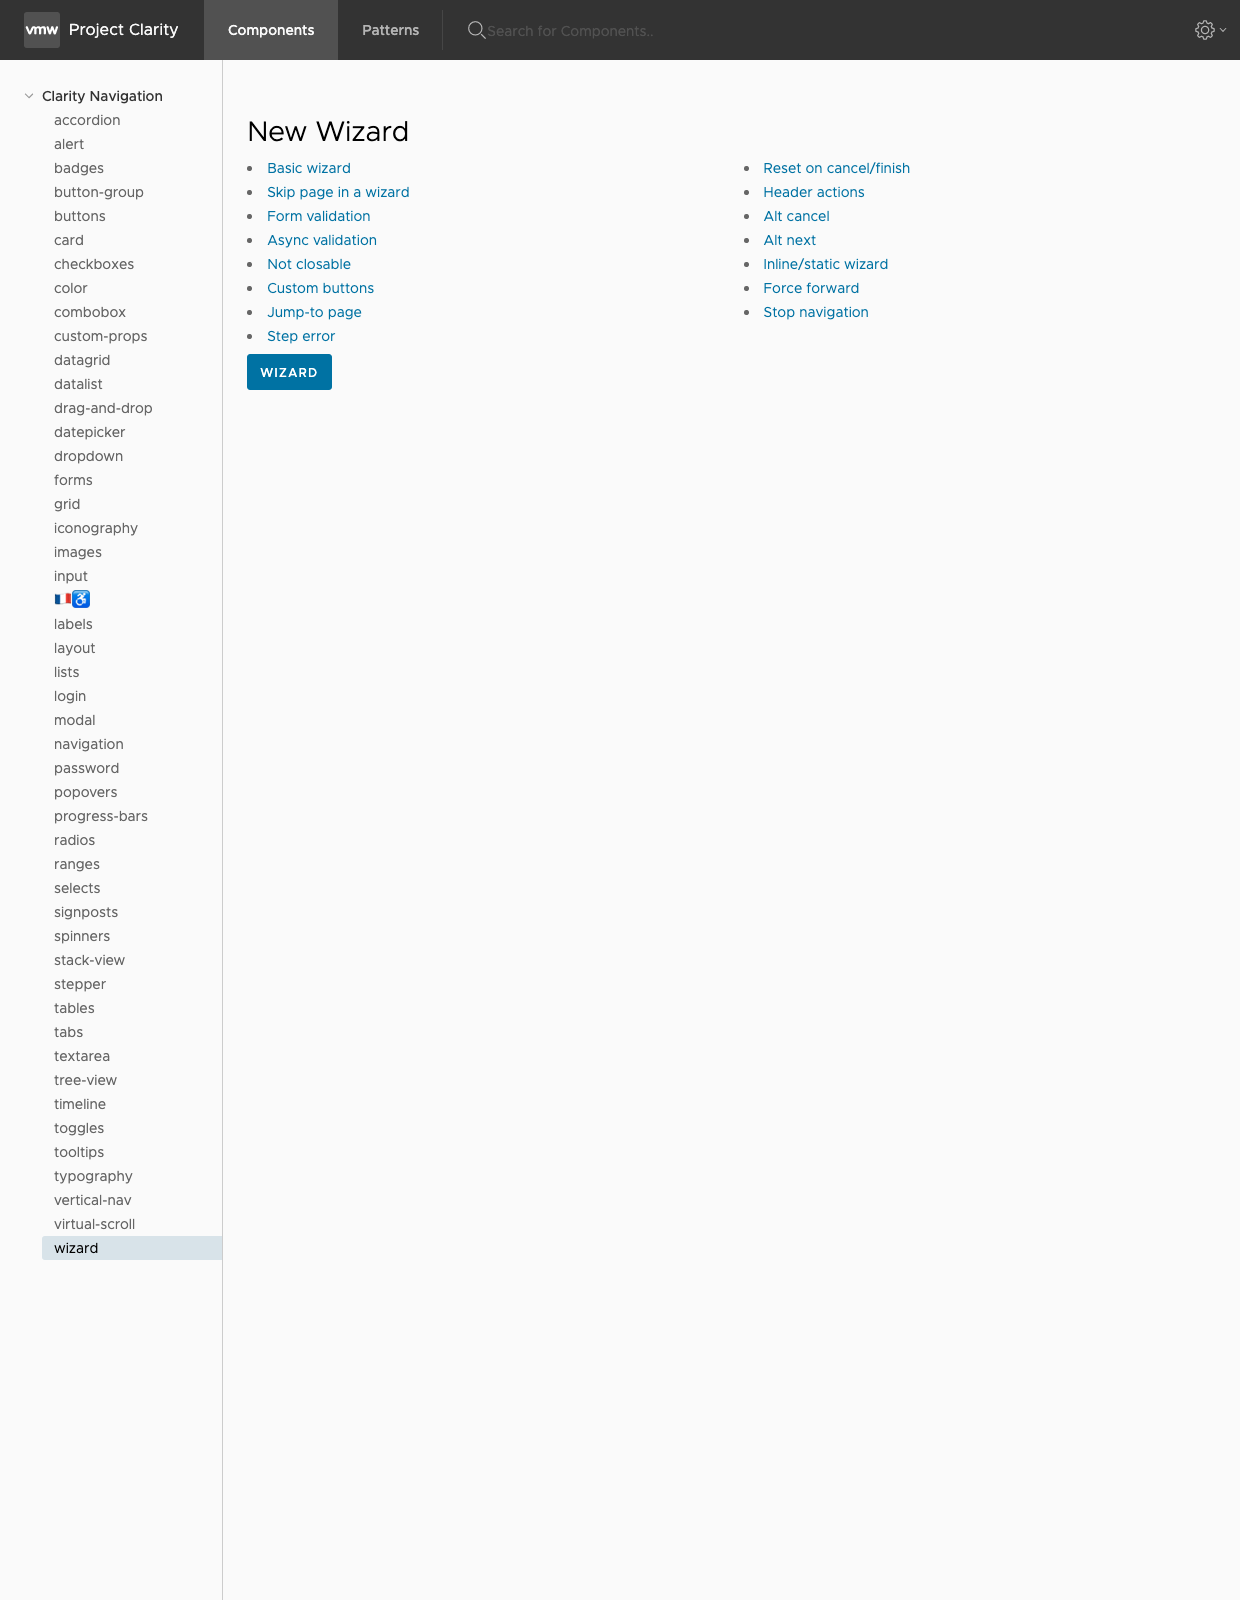 vmw Project Clarity Components Patterns Search for Components..
Clarity Navigation
accordion
alert
badges
button-group
buttons
card
checkboxes
color
combobox
custom-props
datagrid
datalist
drag-and-drop
datepicker
dropdown
forms
grid
iconography
images
input
🇫🇷♿
labels
layout
lists
login
modal
navigation
password
popovers
progress-bars
radios
ranges
selects
signposts
spinners
stack-view
stepper
tables
tabs
textarea
tree-view
timeline
toggles
tooltips
typography
vertical-nav
virtual-scroll
wizard
New Wizard
Basic wizard
Skip page in a wizard
Form validation
Async validation
Not closable
Custom buttons
Jump-to page
Step error
Reset on cancel/finish
Header actions
Alt cancel
Alt next
Inline/static wizard
Force forward
Stop navigation
WIZARD